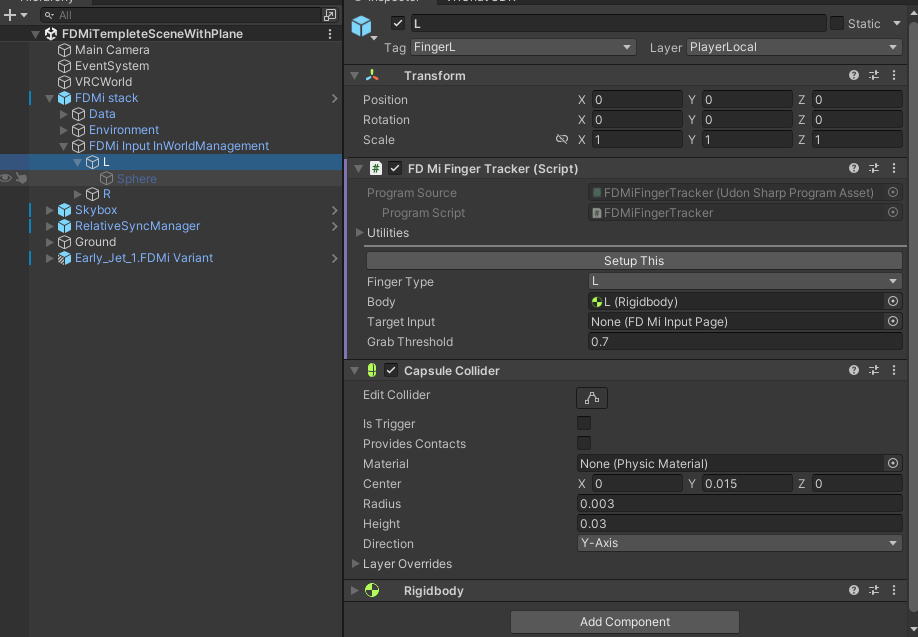 All
FDMiTempleteSceneWithPlane
Main Camera
EventSystem
VRCWorld
FDMi stack
Data
Environment
FDMi Input InWorldManagement
L
Sphere
R
Skybox
RelativeSyncManager
Ground
Early_Jet_1.FDMi Variant
L
Static
Tag FingerL Layer PlayerLocal
Transform
Position X 0 Y 0 Z 0
Rotation X 0 Y 0 Z 0
Scale X 1 Y 1 Z 1
# FD Mi Finger Tracker (Script)
Program Source FDMiFingerTracker (Udon Sharp Program Asset)
Program Script FDMiFingerTracker
Utilities
Setup This
Finger Type L
Body L (Rigidbody)
Target Input None (FD Mi Input Page)
Grab Threshold 0.7
Capsule Collider
Edit Collider
Is Trigger
Provides Contacts
Material None (Physic Material)
Center X 0 Y 0.015 Z 0
Radius 0.003
Height 0.03
Direction Y-Axis
Layer Overrides
Rigidbody
Add Component